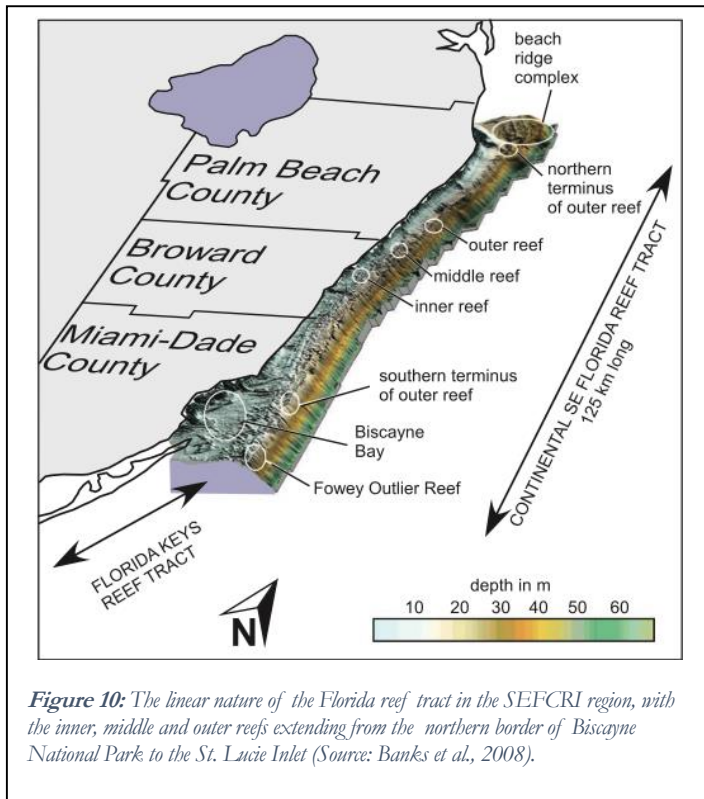 beach
ridge
complex
Palm Beach
County
northern
terminus
of outer reef
outer reef
Broward
County
middle reef
inner reef
Miami-Dade
County
southern terminus
of outer reef
Biscayne
Bay
Fowey Outlier Reef
CONTINENTAL SE FLORIDA REEF TRACT
125 km long
FLORIDA KEYS
REEF TRACT
N
depth in m
10 20 30 40 50 60
Figure 10: The linear nature of the Florida reef tract in the SEFCRI region, with
the inner, middle and outer reefs extending from the northern border of Biscayne
National Park to the St. Lucie Inlet (Source: Banks et al., 2008).